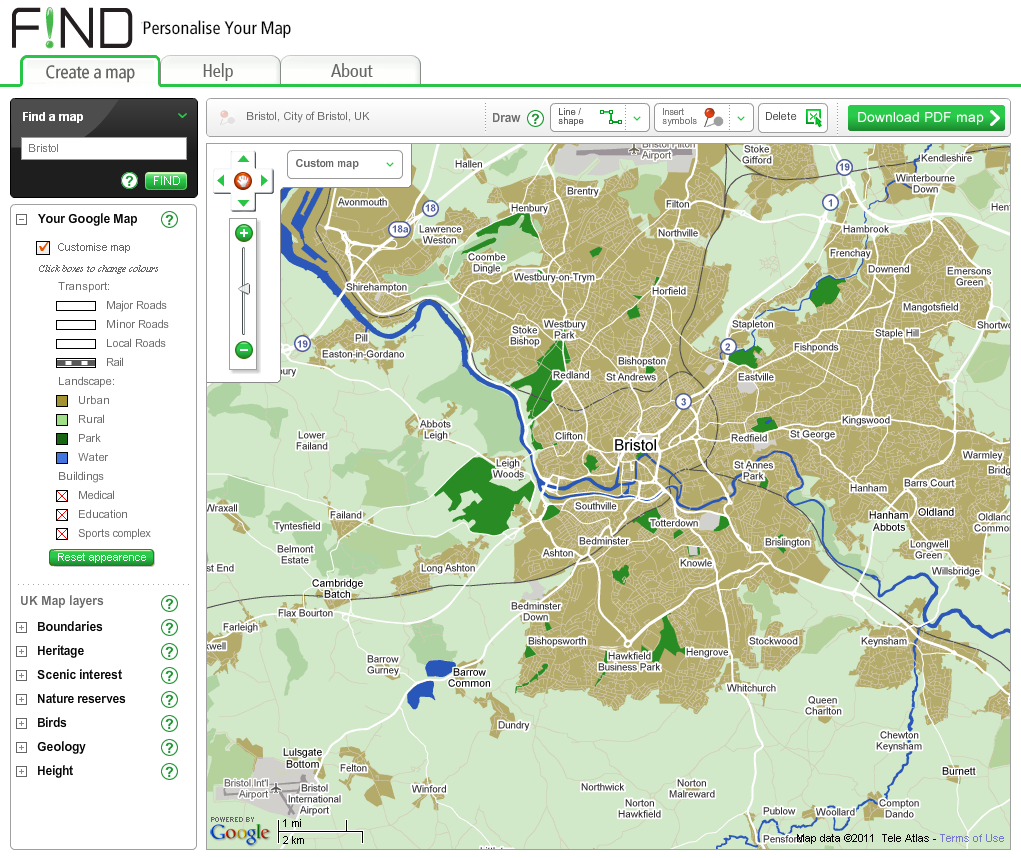 F!ND Personalise Your Map
Create a map
Help
About
Find a map
Bristol
FIND
Bristol, City of Bristol, UK
Draw
Line / shape
Insert symbols
Delete
Download PDF map
Your Google Map
Customise map
Click boxes to change colours
Transport:
Major Roads
Minor Roads
Local Roads
Rail
Landscape:
Urban
Rural
Park
Water
Buildings
Medical
Education
Sports complex
Reset appearence
UK Map layers
Boundaries
Heritage
Scenic interest
Nature reserves
Birds
Geology
Height
Custom map
Hallen
Bristol Filton Airport
Stoke Gifford
19
Kendleshire
Winterbourne Down
Brentry
Avonmouth
18
Henbury
Filton
1
18a
Lawrence Weston
Northville
Hambrook
Frenchay
Coombe Dingle
Westbury-on-Trym
Downend
Emersons Green
Shirehampton
Horfield
Mangotsfield
Stoke Bishop
Westbury Park
Stapleton
Staple Hill
19
Pill
Easton-in-Gordano
2
Fishponds
Bishopston
Redland
St Andrews
Eastville
3
Abbots Leigh
Kingswood
Lower Failand
Clifton
Bristol
Redfield
St George
Leigh Woods
St Annes Park
Warmley
Hanham
Barrs Court
Wraxall
Failand
Tyntesfield
Southville
Totterdown
Hanham Abbots
Oldland
Oldland Common
Belmont Estate
Bedminster
Brislington
Longwell Green
Ashton
Knowle
Long Ashton
Willsbridge
Cambridge Batch
Flax Bourton
Bedminster Down
Farleigh
Bishopsworth
Stockwood
Keynsham
Barrow Gurney
Hawkfield Business Park
Hengrove
Barrow Common
Whitchurch
Queen Charlton
Dundry
Chewton Keynsham
Lulsgate Bottom
Felton
Burnett
Bristol Int'l Airport
Bristol International Airport
Winford
Northwick
Norton Malreward
Norton Hawkfield
Compton Dando
Publow
Woollard
POWERED BY
Google
1 mi
2 km
Map data ©2011 Tele Atlas - Terms of Use